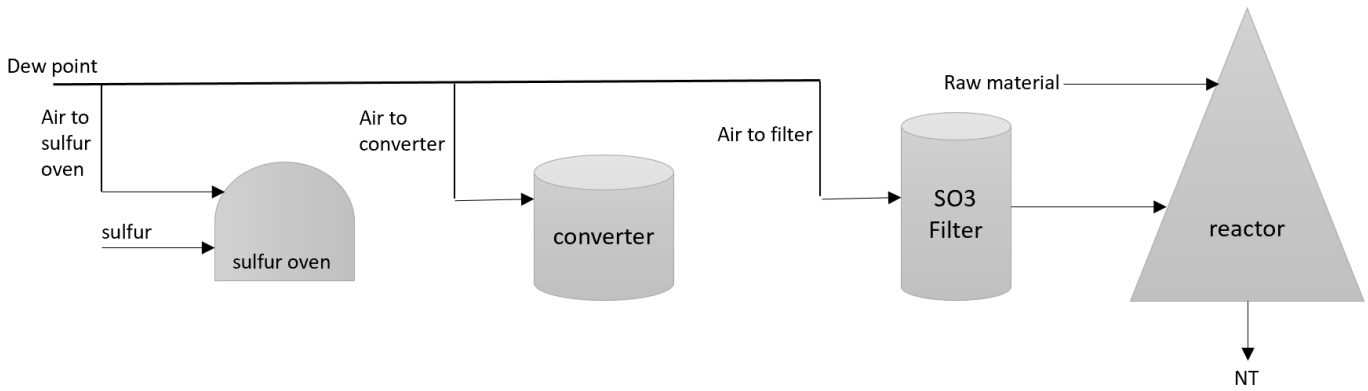 Dew point
Air to
sulfur
oven
sulfur
sulfur oven
Air to
converter
converter
Air to filter
SO3
Filter
Raw material
reactor
NT